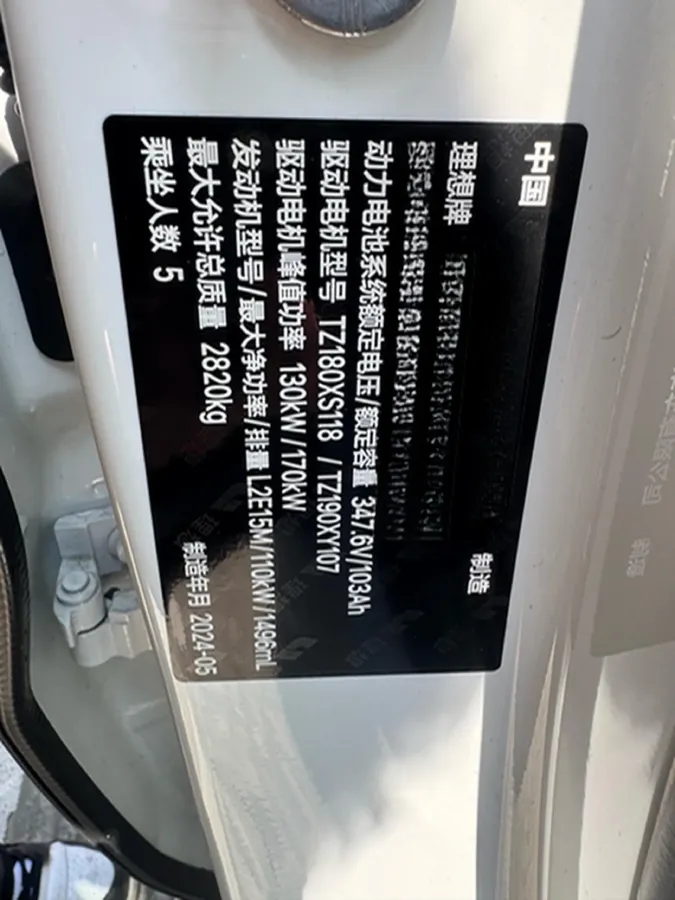 中国 制造
理想牌
动力电池系统额定电压/额定容量 347.6V/103Ah
驱动电机型号 TZ180XS118 /TZ190XY107
驱动电机峰值功率 130kW/170kW
发动机型号/最大净功率/排量 L2E15M/110kW/1496mL
最大允许总质量 2820kg 制造年月 2024-05
乘坐人数 5